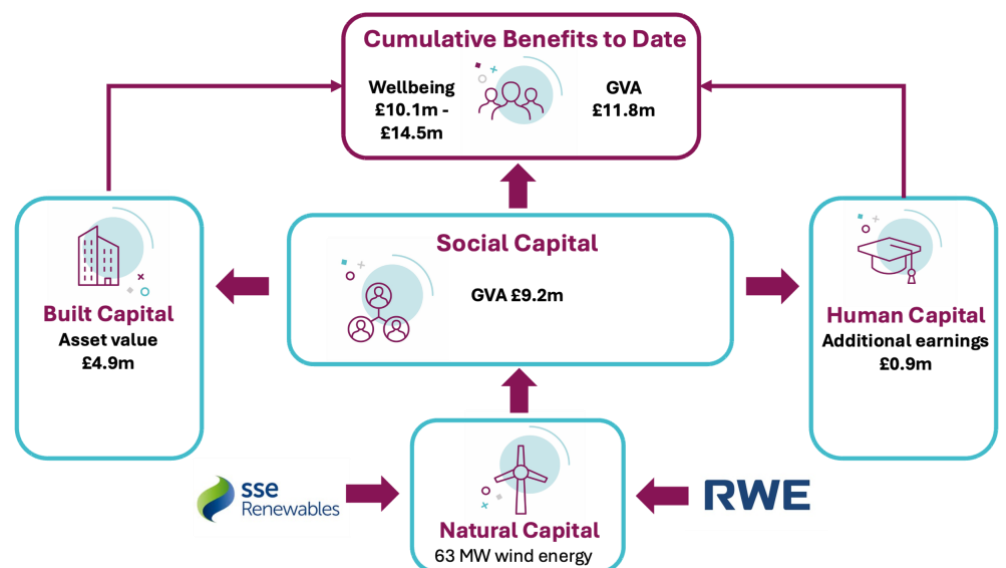 Cumulative Benefits to Date
Wellbeing
£10.1m -
£14.5m
GVA
£11.8m
Social Capital
GVA £9.2m
Built Capital
Asset value
£4.9m
Human Capital
Additional earnings
£0.9m
sse
Renewables
RWE
Natural Capital
63 MW wind energy